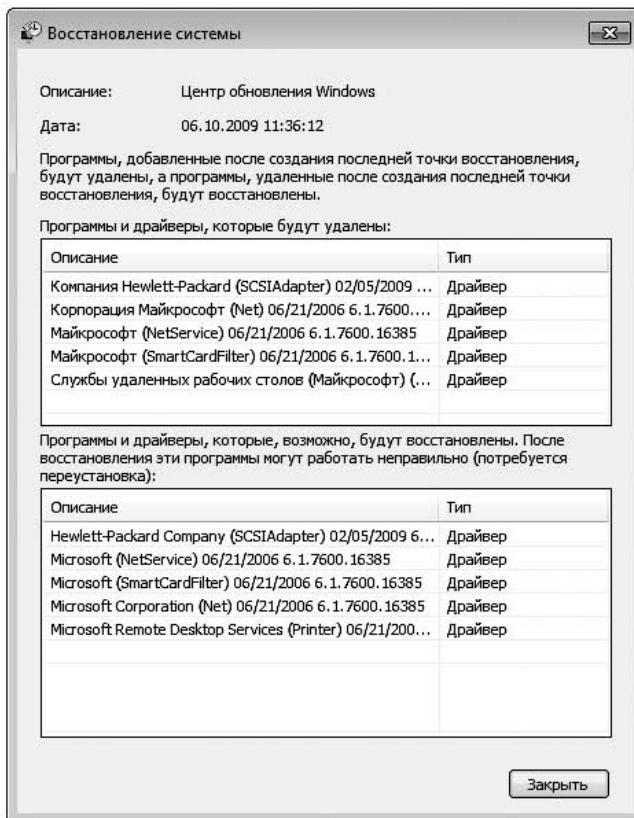 Восстановление системы
Описание: Центр обновления Windows
Дата: 06.10.2009 11:36:12
Программы, добавленные после создания последней точки восстановления,
будут удалены, а программы, удаленные после создания последней точки
восстановления, будут восстановлены.
Программы и драйверы, которые будут удалены:
Описание Тип
Компания Hewlett-Packard (SCSIAdapter) 02/05/2009 ... Драйвер
Корпорация Майкрософт (Net) 06/21/2006 6.1.7600.... Драйвер
Майкрософт (NetService) 06/21/2006 6.1.7600.16385 Драйвер
Майкрософт (SmartCardFilter) 06/21/2006 6.1.7600.1... Драйвер
Службы удаленных рабочих столов (Майкрософт) (... Драйвер
Программы и драйверы, которые, возможно, будут восстановлены. После
восстановления эти программы могут работать неправильно (потребуется
переустановка):
Описание Тип
Hewlett-Packard Company (SCSIAdapter) 02/05/2009 6... Драйвер
Microsoft (NetService) 06/21/2006 6.1.7600.16385 Драйвер
Microsoft (SmartCardFilter) 06/21/2006 6.1.7600.16385 Драйвер
Microsoft Corporation (Net) 06/21/2006 6.1.7600.16385 Драйвер
Microsoft Remote Desktop Services (Printer) 06/21/200... Драйвер
Закрыть